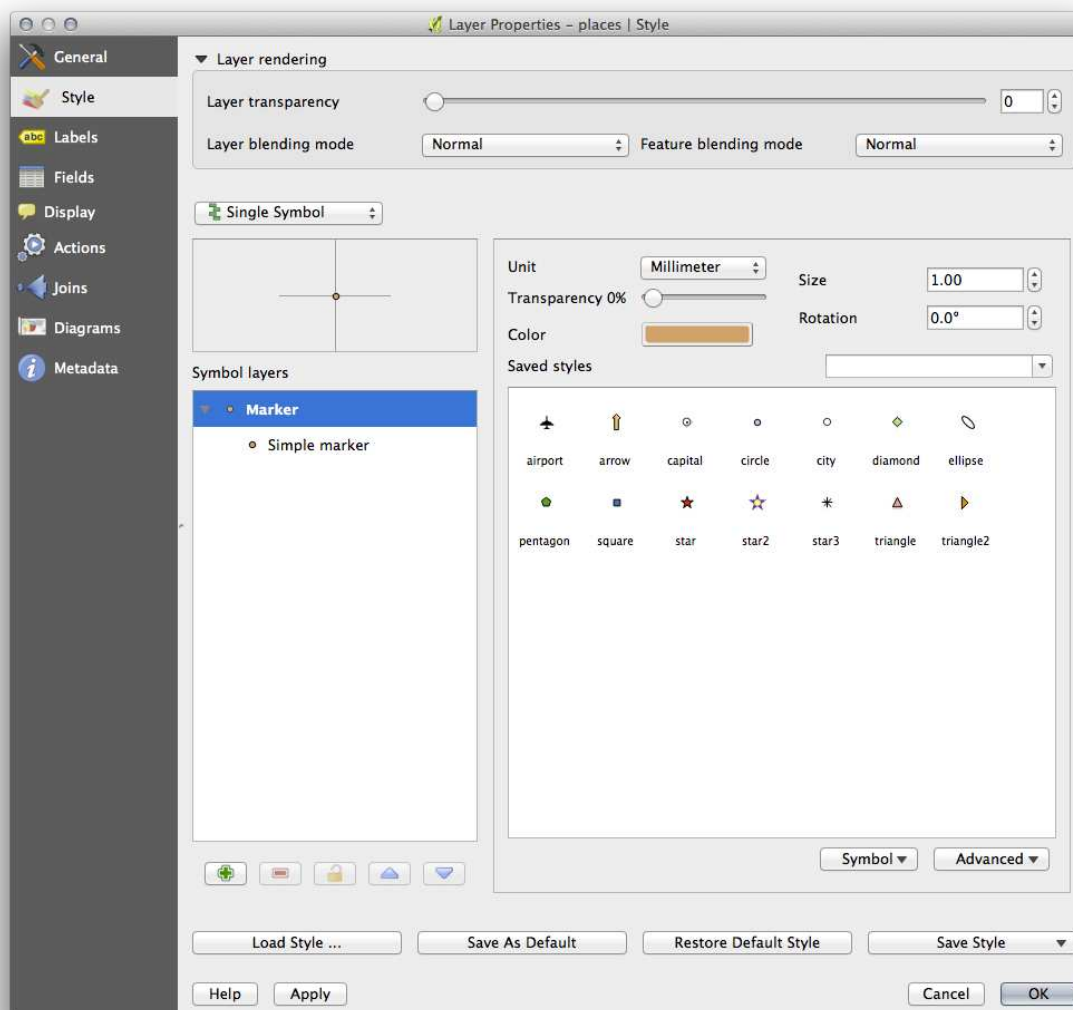 Layer Properties - places | Style
General
Style
abc Labels
Fields
Display
Actions
Joins
i Metadata
Diagrams
Layer rendering
Layer transparency 0
Layer blending mode Normal Feature blending mode Normal
Single Symbol
Unit Millimeter Size 1.00
Transparency 0%
Rotation 0.0°
Color
Saved styles
Symbol layers
Marker
Simple marker
airport arrow capital circle city diamond ellipse
pentagon square star star2 star3 triangle triangle2
Symbol Advanced
Load Style ... Save As Default Restore Default Style Save Style
Help Apply Cancel OK